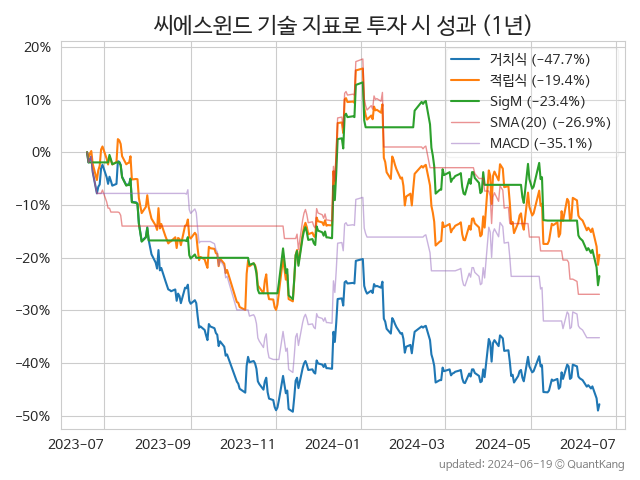 씨에스윈드 기술 지표로 투자 시 성과 (1년)
거치식 (−47.7%)
적립식 (−19.4%)
SigM (−23.4%)
SMA(20) (−26.9%)
MACD (−35.1%)
20%
10%
0%
−10%
−20%
−30%
−40%
−50%
2023-07 2023-09 2023-11 2024-01 2024-03 2024-05 2024-07
updated: 2024-06-19 © QuantKang